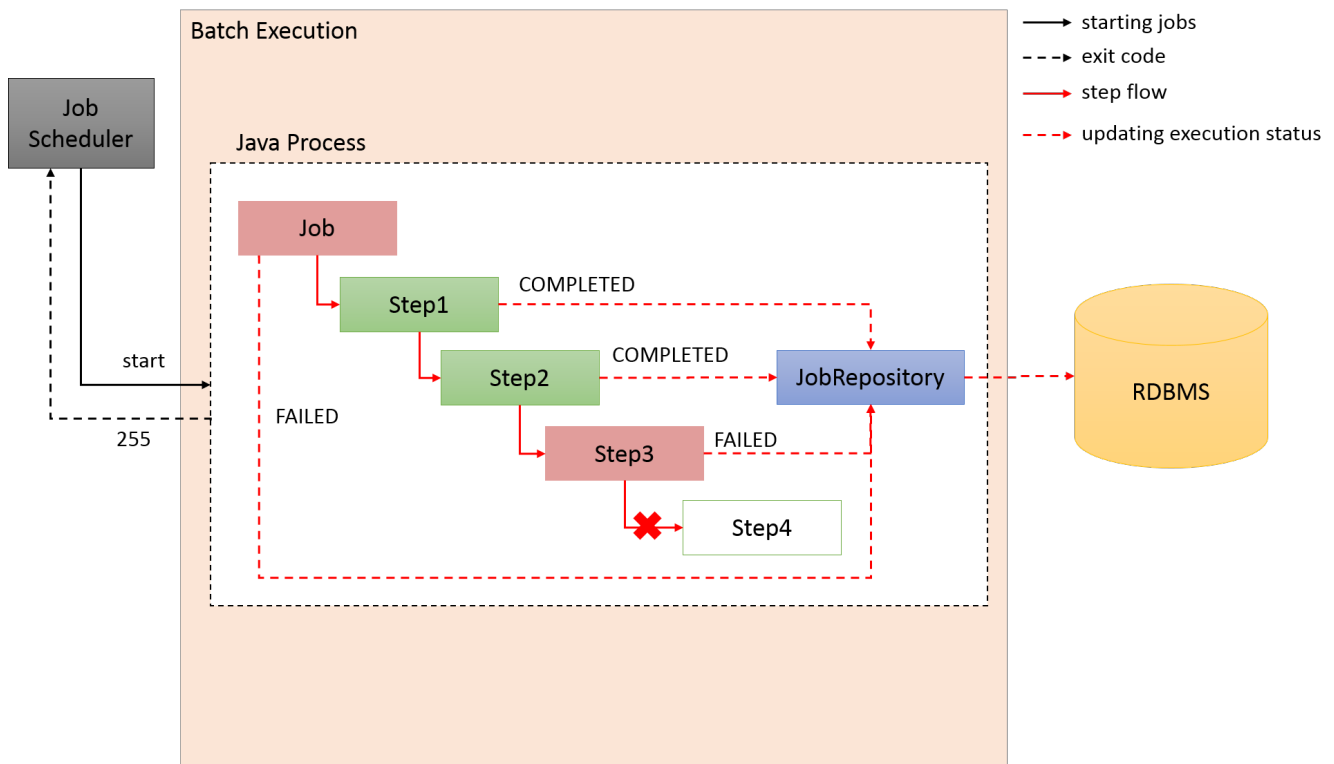 Batch Execution
starting jobs
exit code
step flow
updating execution status
Job
Scheduler
Java Process
Job
COMPLETED
Step1
start
COMPLETED
Step2
JobRepository
RDBMS
255
FAILED
FAILED
Step3
Step4